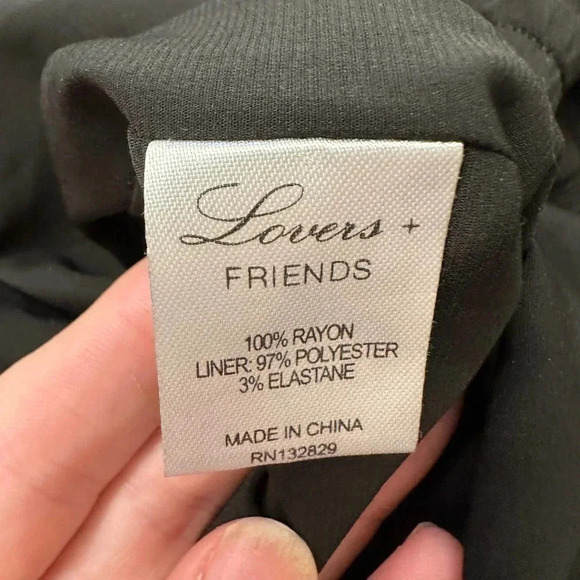 Lovers +
FRIENDS
100% RAYON
LINER: 97% POLYESTER
3% ELASTANE
MADE IN CHINA
RN132829